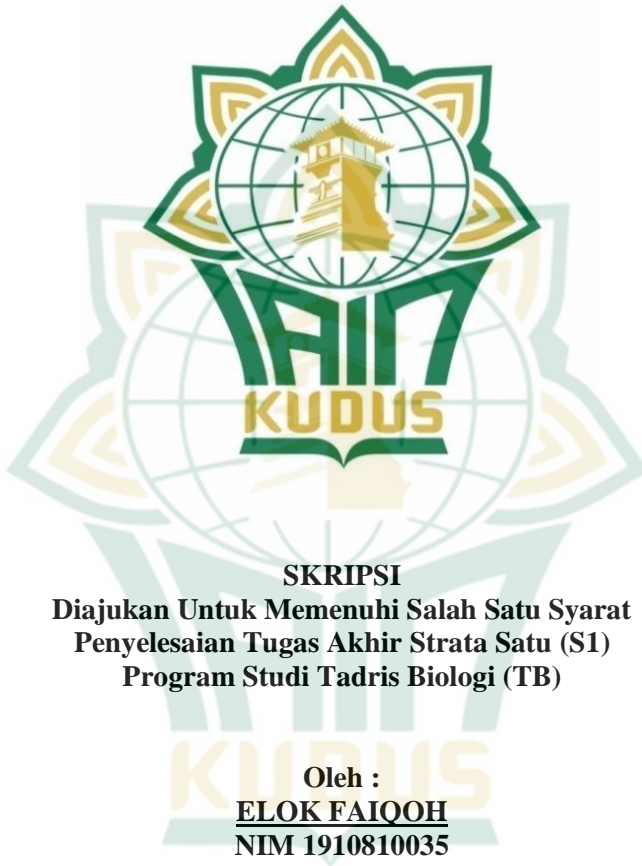 IAIN
KUDUS
SKRIPSI
Diajukan Untuk Memenuhi Salah Satu Syarat
Penyelesaian Tugas Akhir Strata Satu (S1)
Program Studi Tadris Biologi (TB)
KUDUS
Oleh :
ELOK FAIQOH
NIM 1910810035